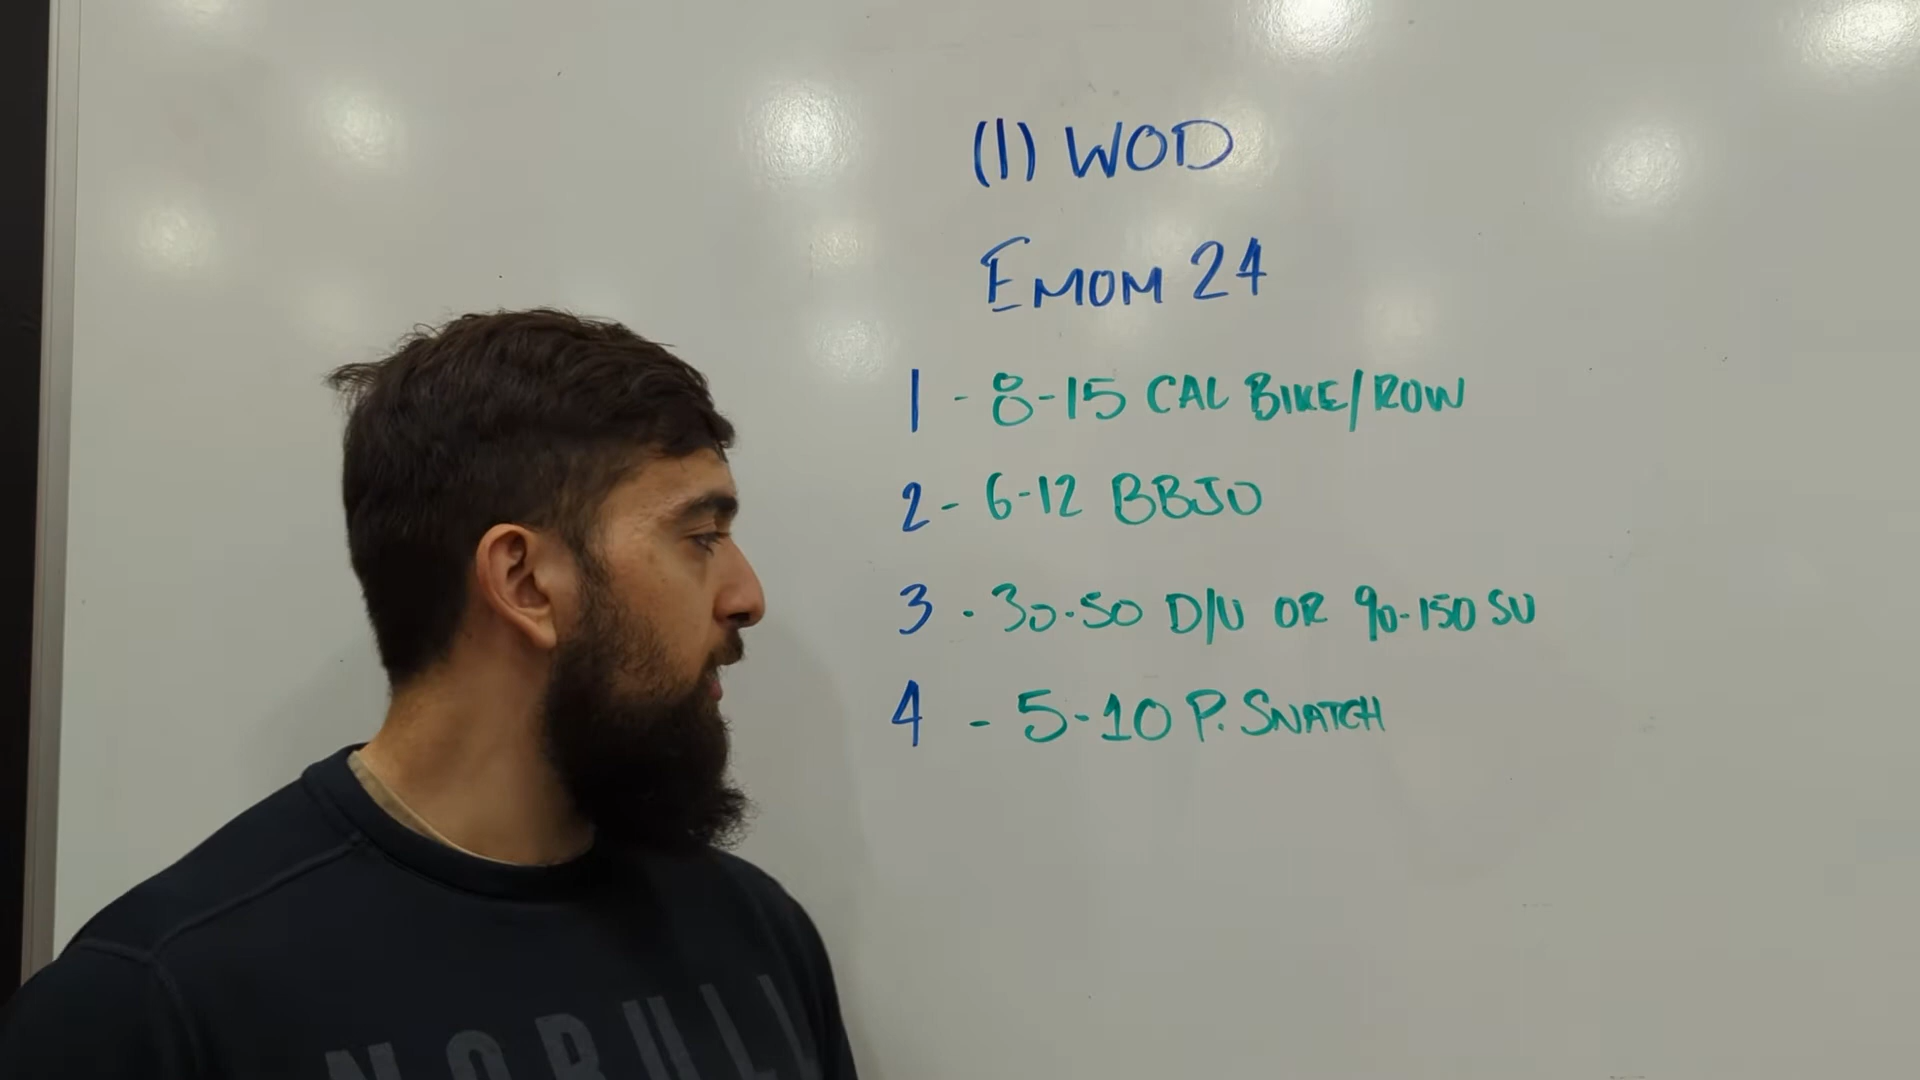 (1) WOD
EMOM 24
1 - 8-15 CAL BIKE/ROW
2 - 6-12 BBJO
3 - 30-50 D/U OR 90-150 SU
4 - 5-10 P. SNATCH
NOBULL